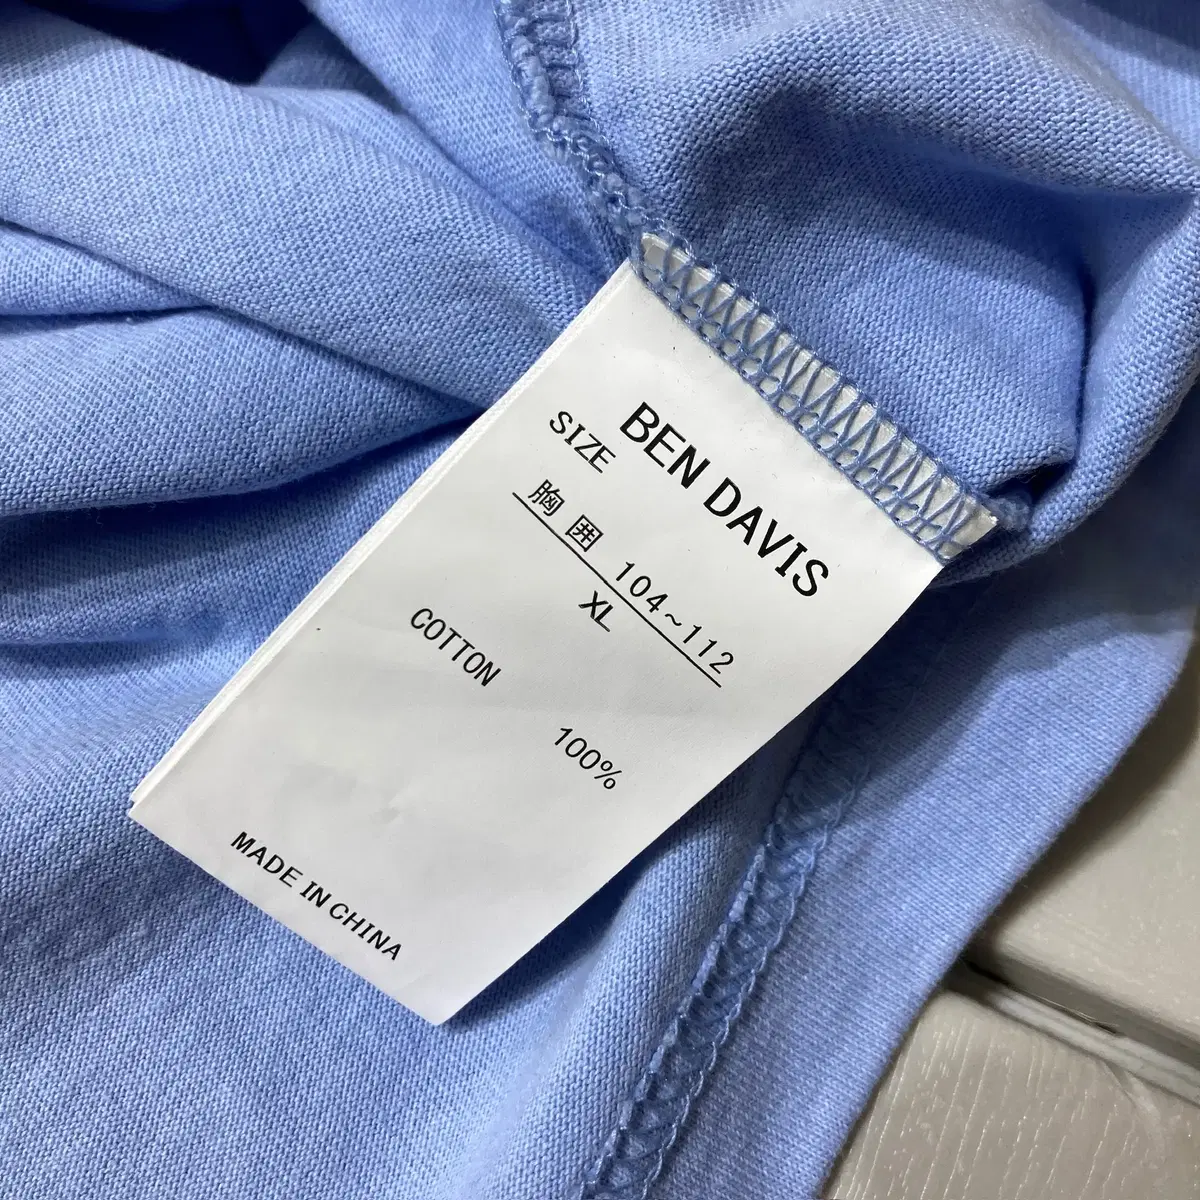 BEN DAVIS
SIZE
胸囲 104~112
XL
COTTON 100%
MADE IN CHINA